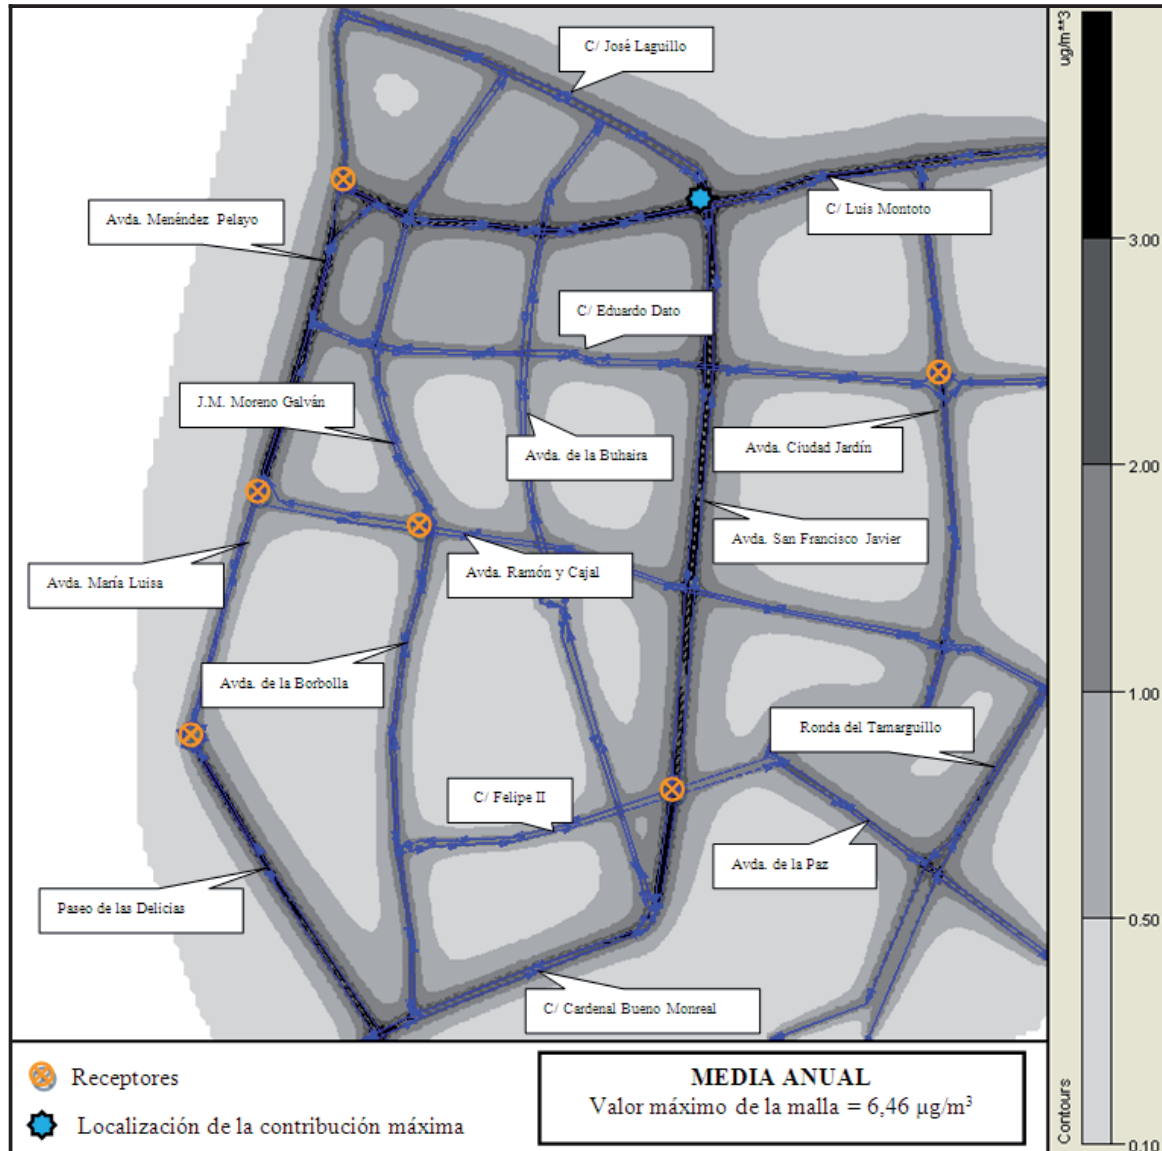 ug/m**3
C/ José Laguillo
Avda. Menéndez Pelayo
C/ Luis Montoto
3.00
C/ Eduardo Dato
J.M. Moreno Galván
Avda. de la Buhaira
Avda. Ciudad Jardín
2.00
Avda. San Francisco Javier
Avda. María Luisa
Avda. Ramón y Cajal
Avda. de la Borbolla
1.00
Ronda del Tamarguillo
C/ Felipe II
Avda. de la Paz
Paseo de las Delicias
0.50
C/ Cardenal Bueno Monreal
Receptores
Localización de la contribución máxima
MEDIA ANUAL
Valor máximo de la malla = 6,46 µg/m³
Contours
0.10